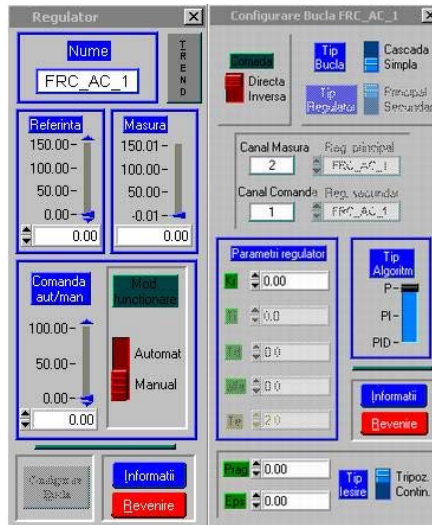 Regulator
Nume
TREND
FRC_AC_1
Referinta
Masura
150.00
150.01
100.00
100.00
50.00
50.00
0.00
-0.01
0.00
0.00
Comanda
aut/man
Mod
functionare
100.00
50.00
0.00
Automat
Manual
0.00
Configurare
Bucla
Informatii
Revenire
Configurare Bucla FRC_AC_1
Comada
Directa
Inversa
Tip
Bucla
Cascada
Simpla
Tip
Regulator
Principal
Secundar
Canal Masura
Reg. principal
2
FRC_AC_1
Canal Comanda
Reg. secundar
1
FRC_AC_1
Parametri regulator
0.00
Ti
0.0
Td
0.0
0.0
Te
2.0
Tip
Algoritm
P
PI
PID
Informatii
Revenire
Prag
0.00
Eps
0.00
Tip
Iesire
Tripoz.
Contin.